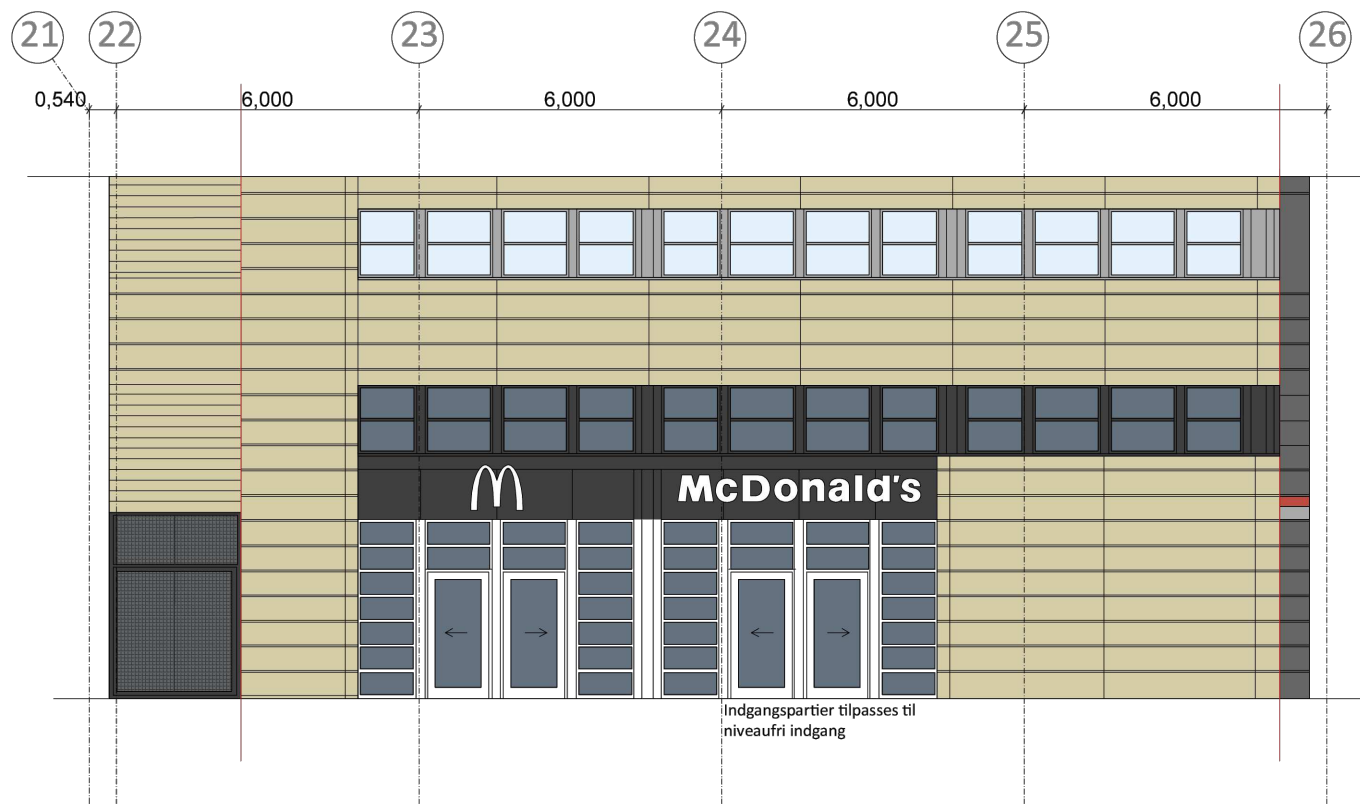 21 22 23 24 25 26
0,540 6,000 6,000 6,000 6,000
McDonald's
Indgangspartier tilpasses til
niveaufri indgang